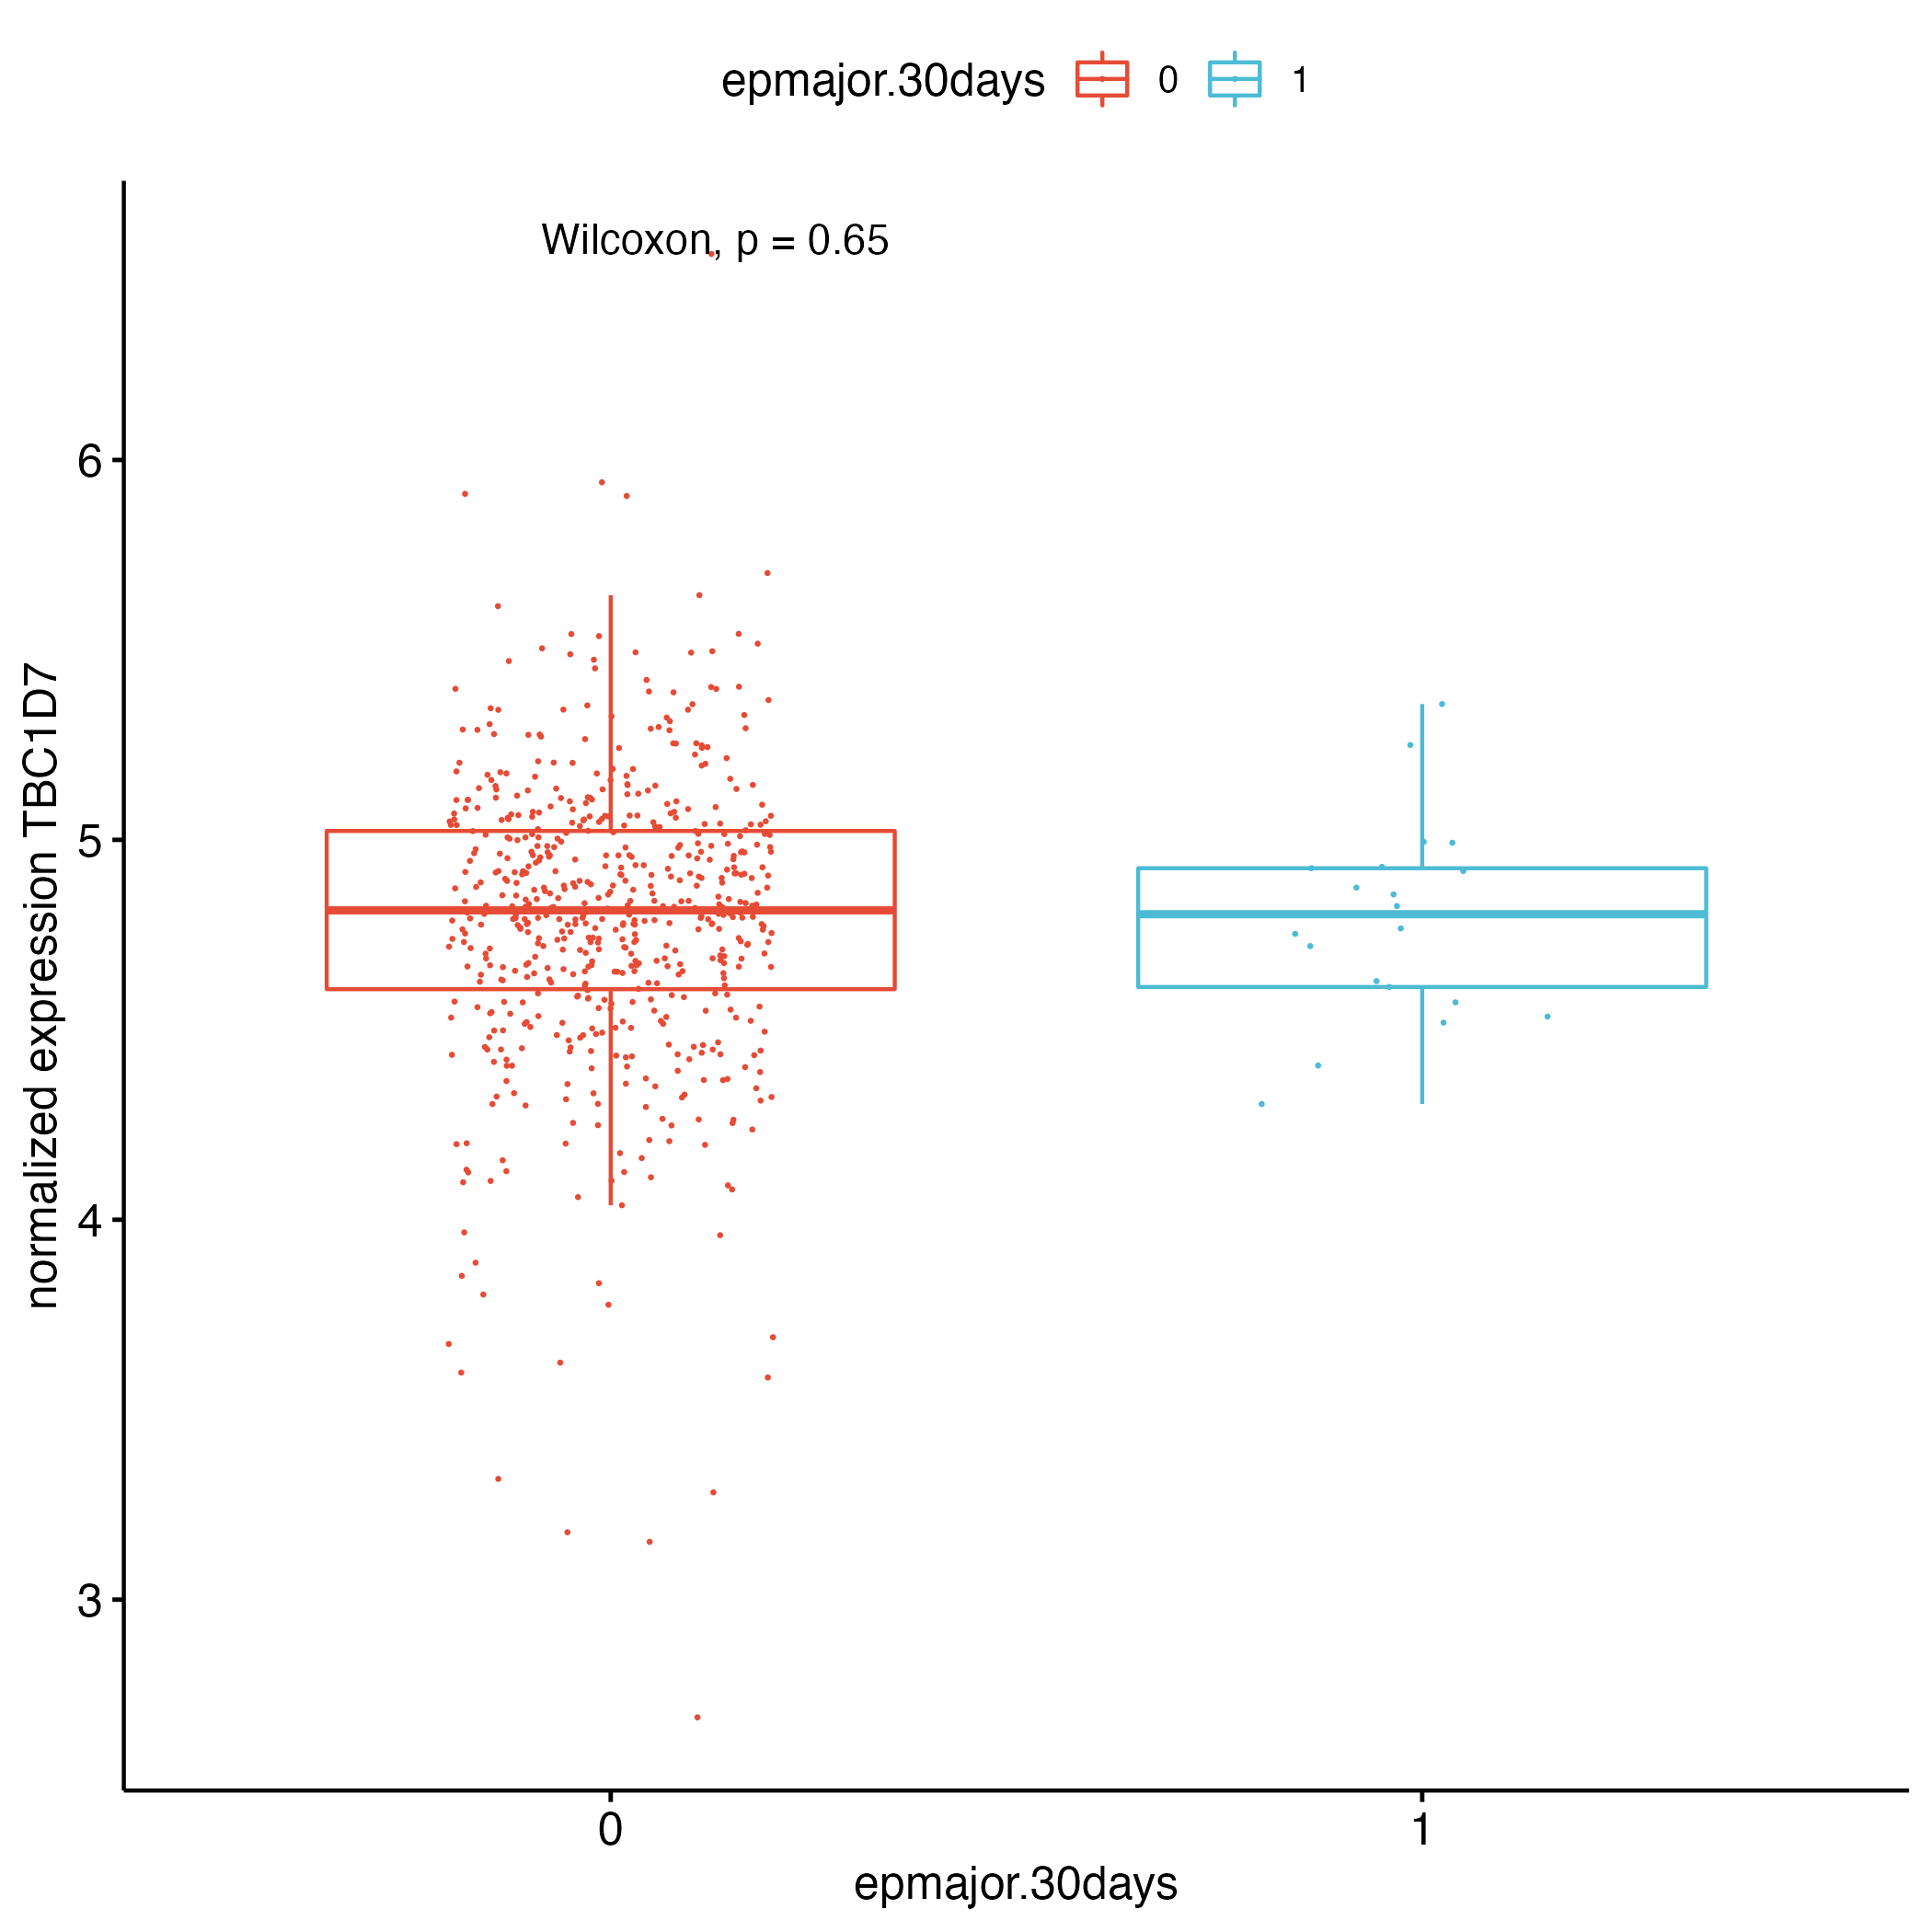 epmajor.30days 0 1
Wilcoxon, p = 0.65
normalized expression TBC1D7
6
5
4
3
0 1
epmajor.30days